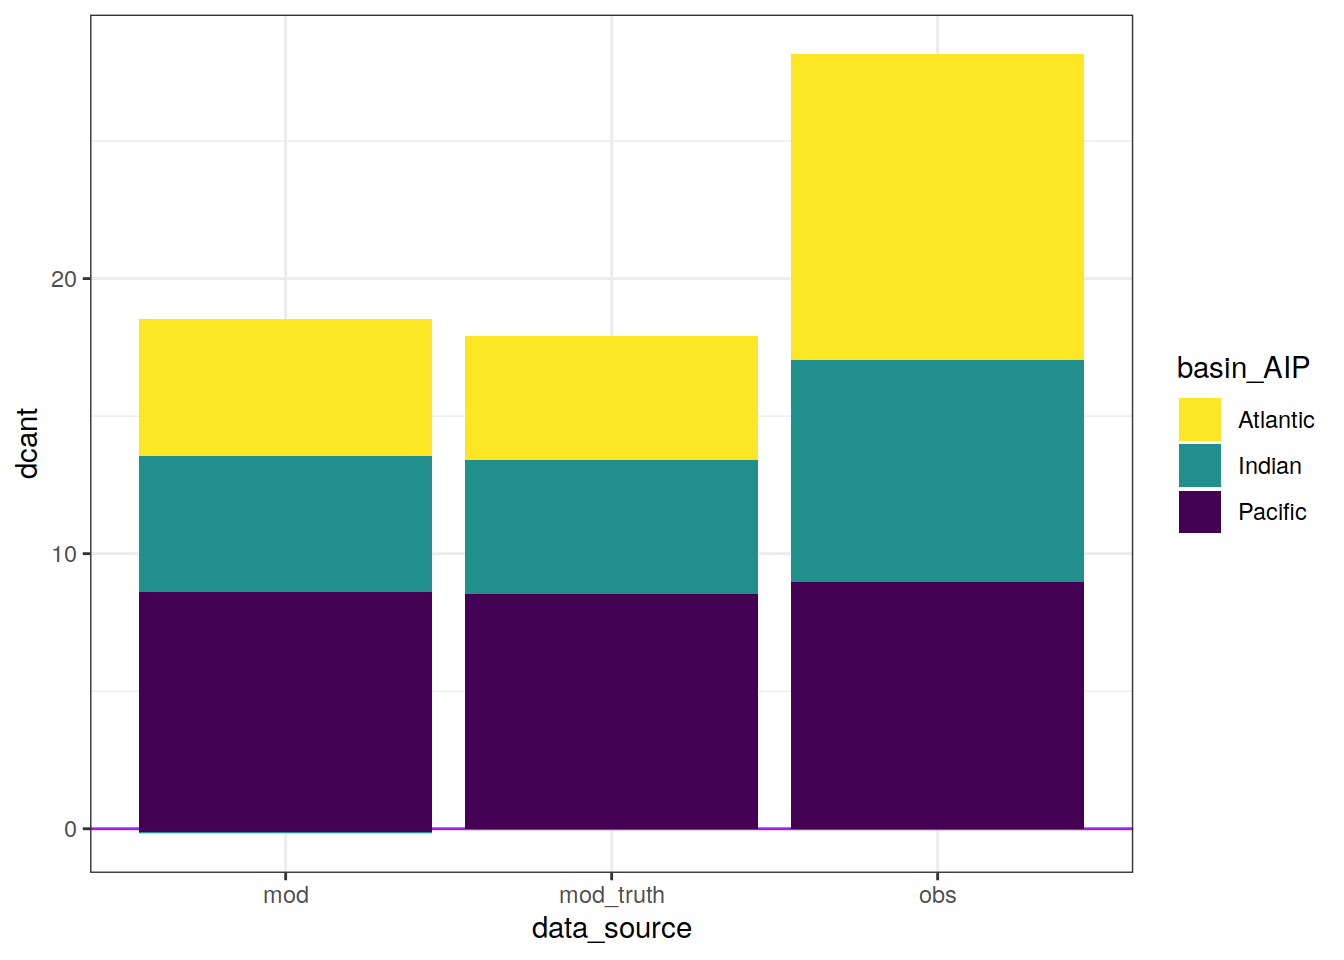 dcant
20
10
0
mod
mod_truth
obs
data_source
basin_AIP
Atlantic
Indian
Pacific